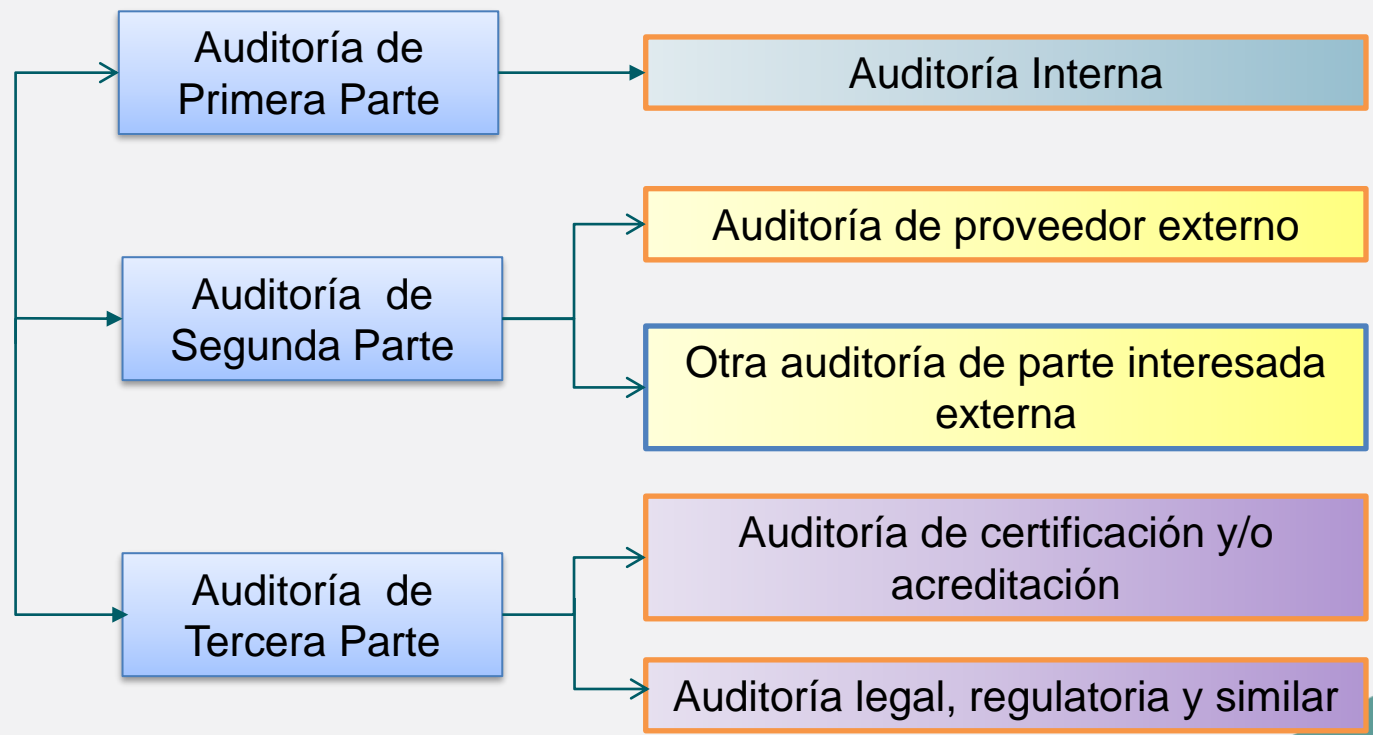 Auditoría de
Primera Parte
Auditoría Interna
Auditoría de
Segunda Parte
Auditoría de proveedor externo
Otra auditoría de parte interesada
externa
Auditoría de
Tercera Parte
Auditoría de certificación y/o
acreditación
Auditoría legal, regulatoria y similar